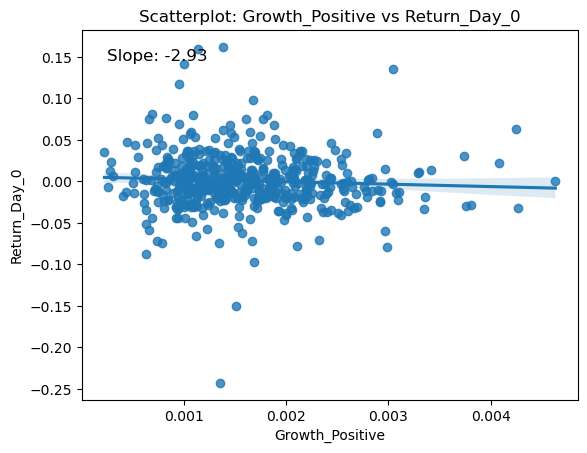 Scatterplot: Growth_Positive vs Return_Day_0
Slope: -2.93
0.15
0.10
0.05
0.00
−0.05
−0.10
−0.15
−0.20
−0.25
Return_Day_0
0.001 0.002 0.003 0.004
Growth_Positive